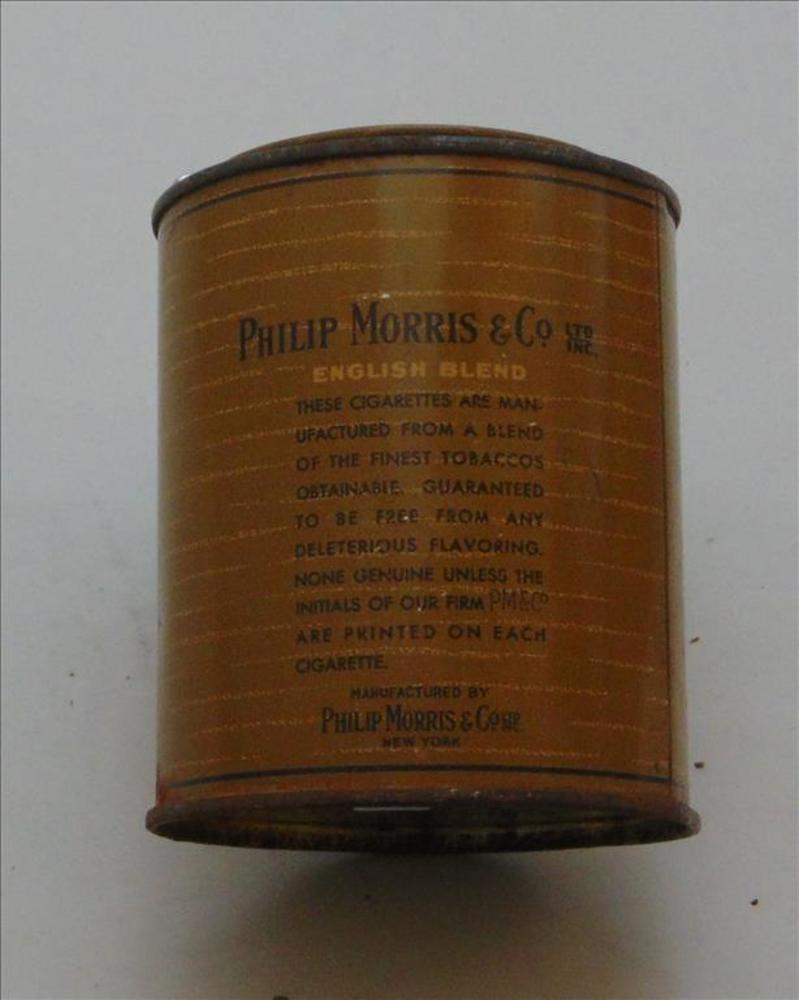 PHILIP MORRIS & CO LTD INC.
ENGLISH BLEND
THESE CIGARETTES ARE MAN-
UFACTURED FROM A BLEND
OF THE FINEST TOBACCOS
OBTAINABLE. GUARANTEED
TO BE FREE FROM ANY
DELETERIOUS FLAVORING.
NONE GENUINE UNLESS THE
INITIALS OF OUR FIRM PM&CO
ARE PRINTED ON EACH
CIGARETTE.
MANUFACTURED BY
PHILIP MORRIS & CO LTD INC.
NEW YORK